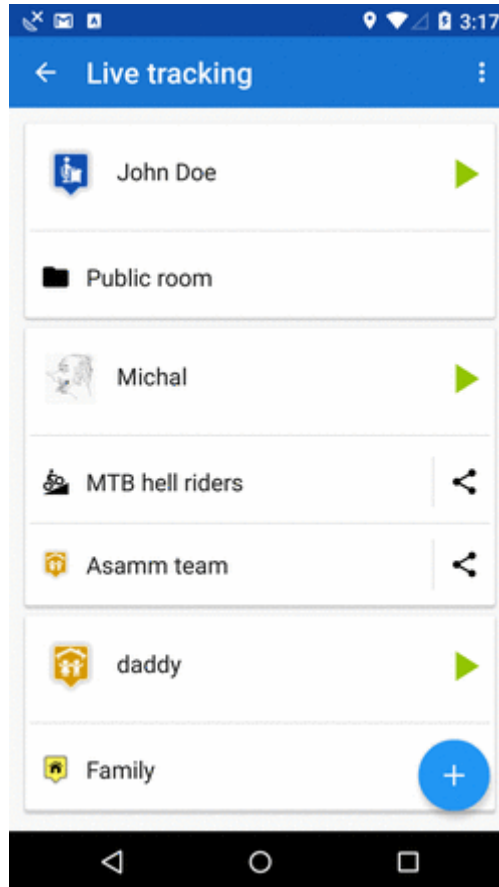 3:17
Live tracking
John Doe
Public room
Michal
MTB hell riders
Asamm team
daddy
Family